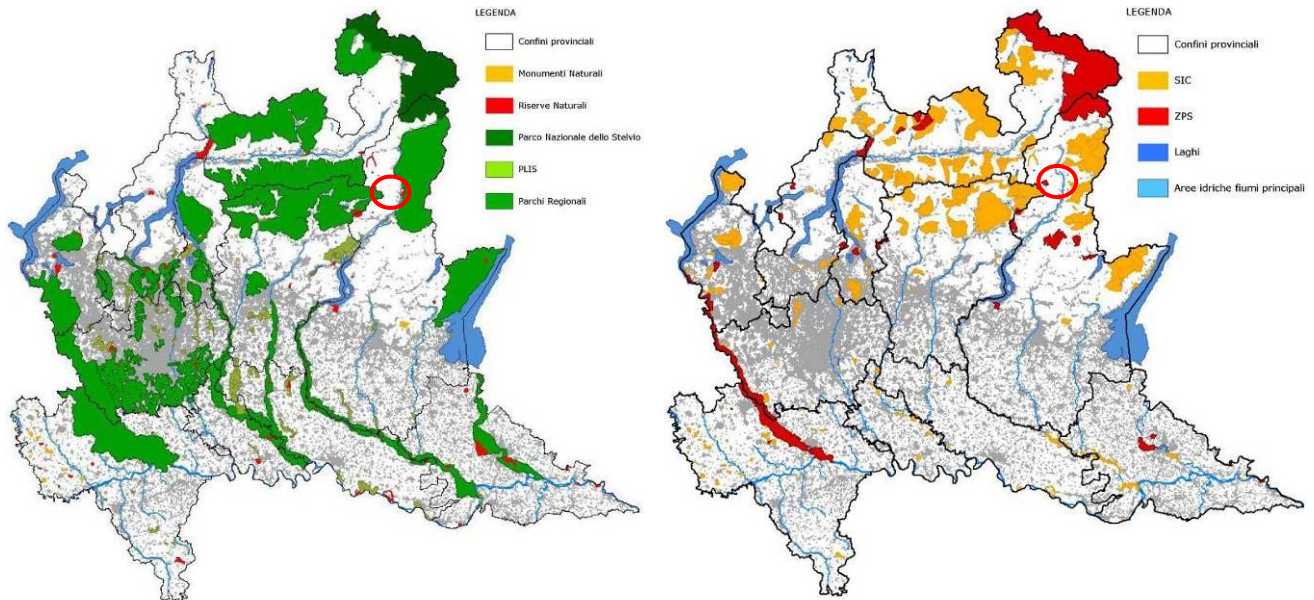 LEGENDA
Confini provinciali
Monumenti Naturali
Riserve Naturali
Parco Nazionale dello Stelvio
PLIS
Parchi Regionali
LEGENDA
Confini provinciali
SIC
ZPS
Laghi
Aree idriche fiumi principali